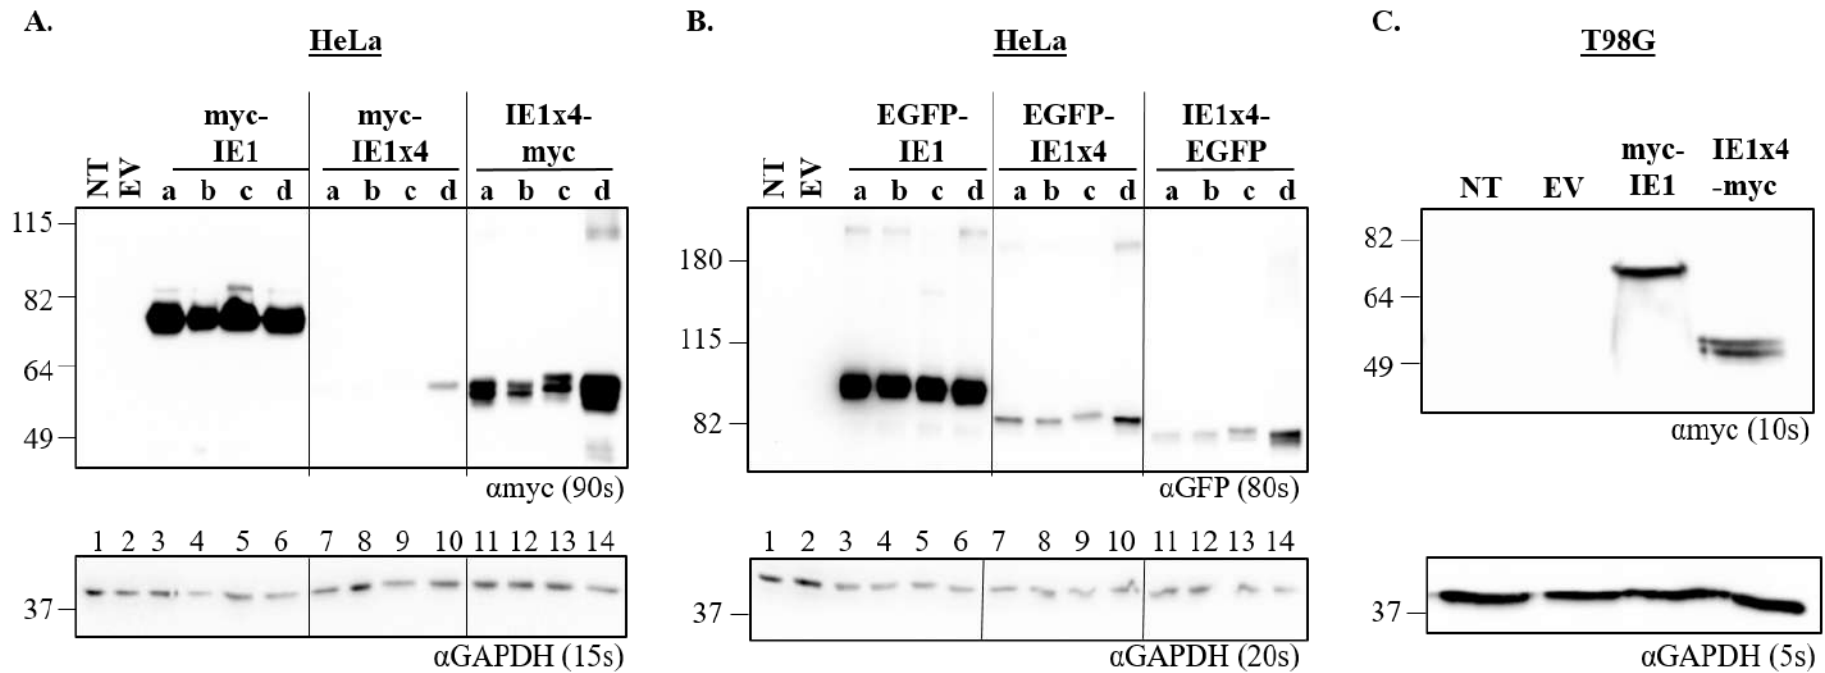 A.
HeLa
NT
EV
myc-
IE1
myc-
IE1x4
IE1x4-
myc
a b c d a b c d a b c d
115
82
64
49
αmyc (90s)
1 2 3 4 5 6 7 8 9 10 11 12 13 14
37
αGAPDH (15s)
B.
HeLa
NT
EV
EGFP-
IE1
EGFP-
IE1x4
IE1x4-
EGFP
a b c d a b c d a b c d
180
115
82
αGFP (80s)
1 2 3 4 5 6 7 8 9 10 11 12 13 14
37
αGAPDH (20s)
C.
T98G
NT
EV
myc-
IE1
IE1x4
-myc
82
64
49
αmyc (10s)
37
αGAPDH (5s)